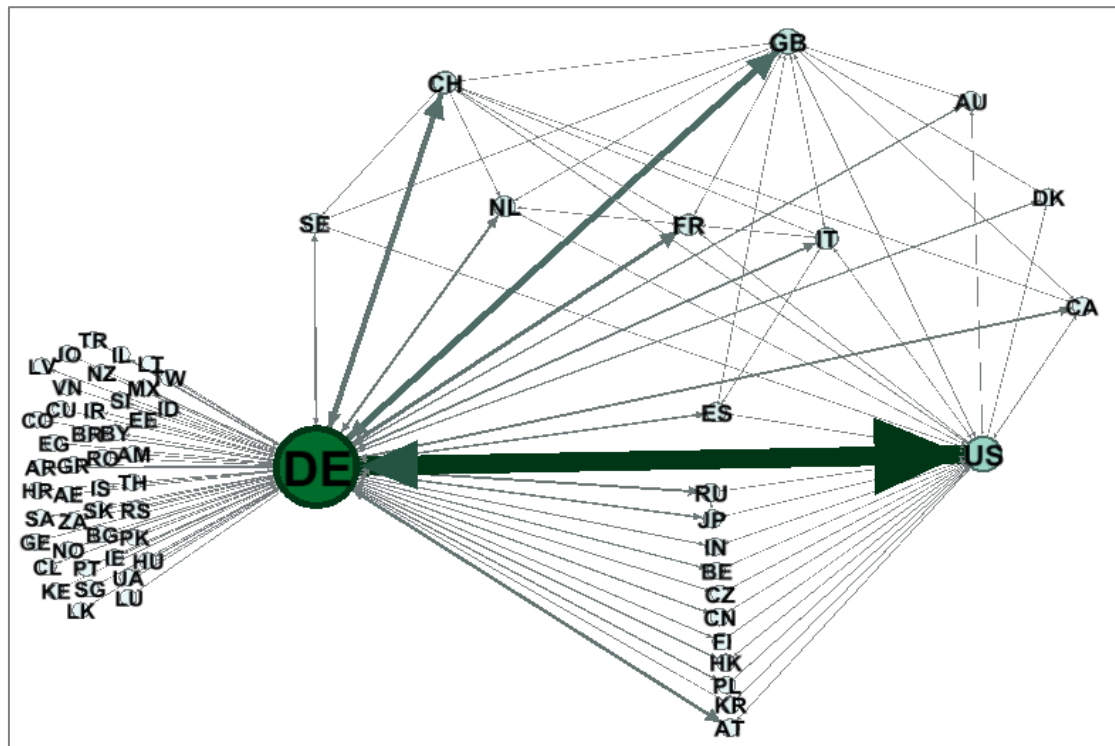 GB
CH
AU
DK
NL
SE
FR
IT
CA
TR
JO
IL
LT
LV
NZ
TW
VN
MX
SI
ID
CU
IR
EE
CO
BR
BY
EG
RO
AM
AR
GR
ES
US
DE
TH
HR
AE
IS
RU
SK
RS
SA
ZA
JP
BG
PK
GE
NO
IN
IE
HU
CL
PT
BE
UA
KE
SG
CZ
LU
LK
CN
FI
HK
PL
KR
AT